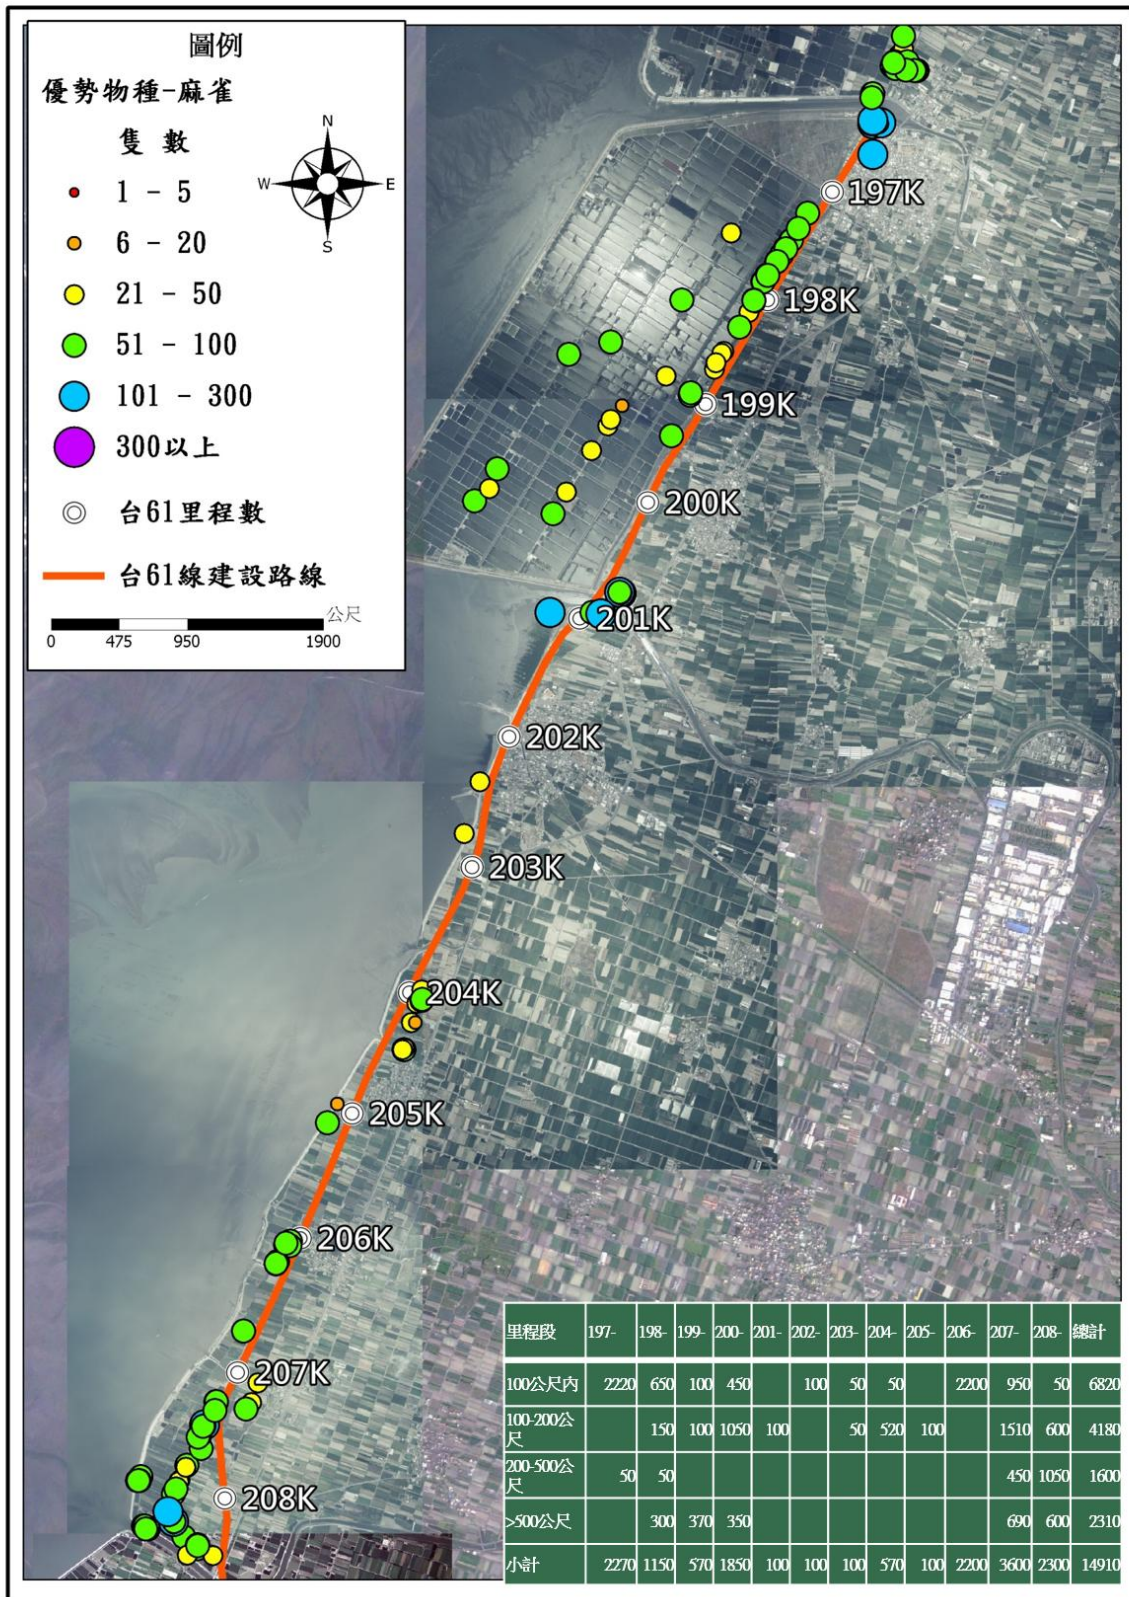 圖例
優勢物種-麻雀
隻 數
1 - 5
6 - 20
21 - 50
51 - 100
101 - 300
300以上
台61里程數
台61線建設路線
公尺
0 475 950 1900
N
W E
S
197K
198K
199K
200K
201K
202K
203K
204K
205K
206K
207K
208K
里程段 197- 198- 199- 200- 201- 202- 203- 204- 205- 206- 207- 208- 總計
100公尺內 2220 650 100 450 100 50 50 2200 950 50 6820
100-200公尺 150 100 1050 100 50 520 100 1510 600 4180
200-500公尺 50 50 450 1050 1600
>500公尺 300 370 350 690 600 2310
小計 2270 1150 570 1850 100 100 100 570 100 2200 3600 2300 14910